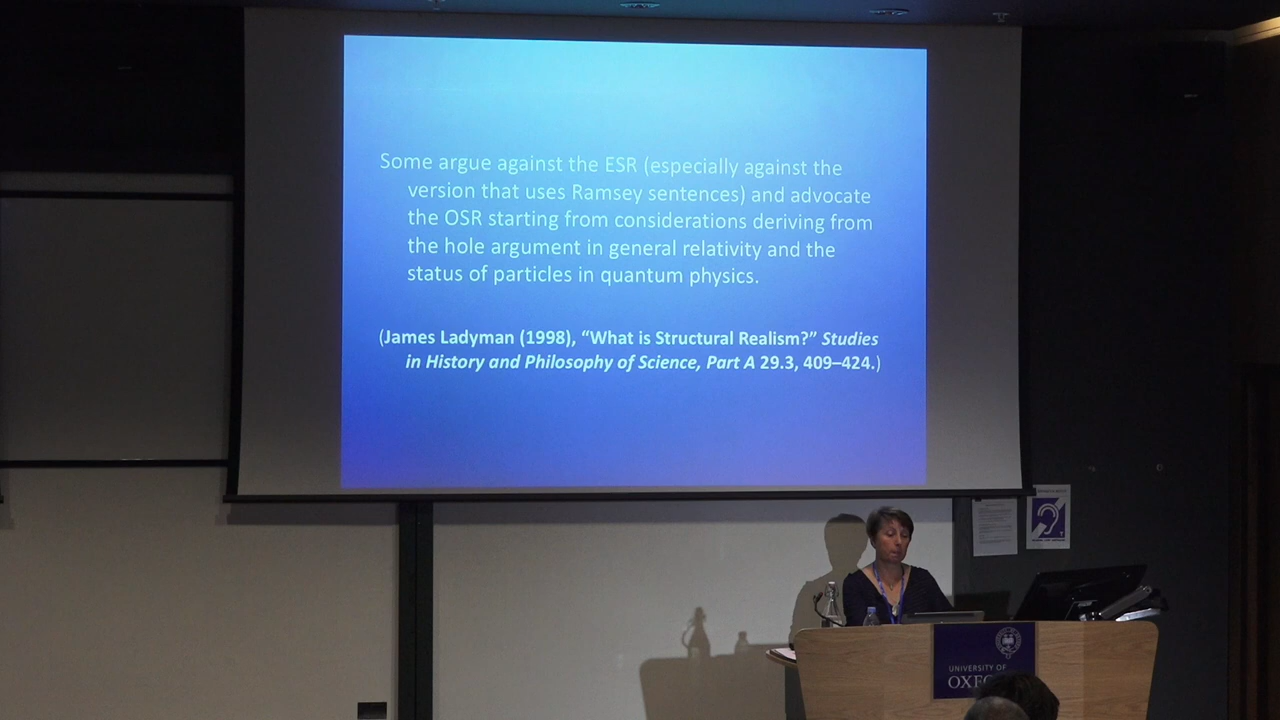 Some argue against the ESR (especially against the
version that uses Ramsey sentences) and advocate
the OSR starting from considerations deriving from
the hole argument in general relativity and the
status of particles in quantum physics.
(James Ladyman (1998), “What is Structural Realism?” Studies
in History and Philosophy of Science, Part A 29.3, 409–424.)
UNIVERSITY OF